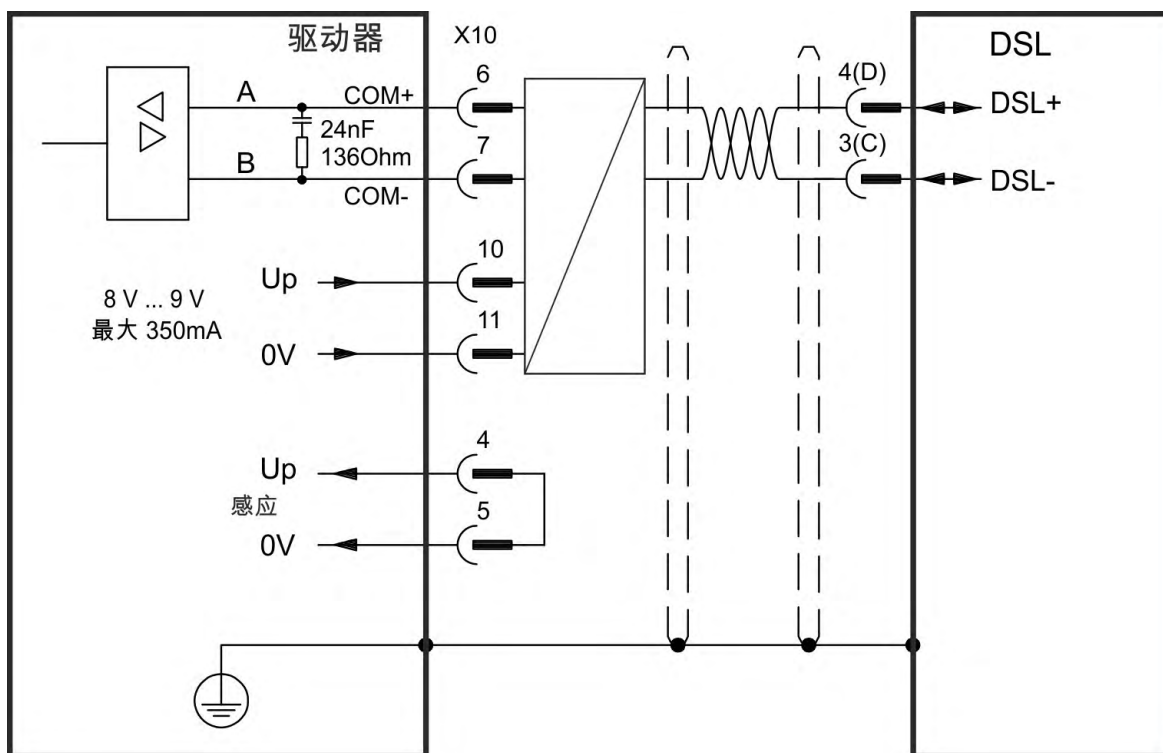 驱动器
X10
DSL
6
4(D)
A
COM+
DSL+
24nF
136Ohm
7
3(C)
B
COM-
DSL-
10
Up
8 V ... 9 V
最大 350mA
11
0V
4
Up
感应
5
0V